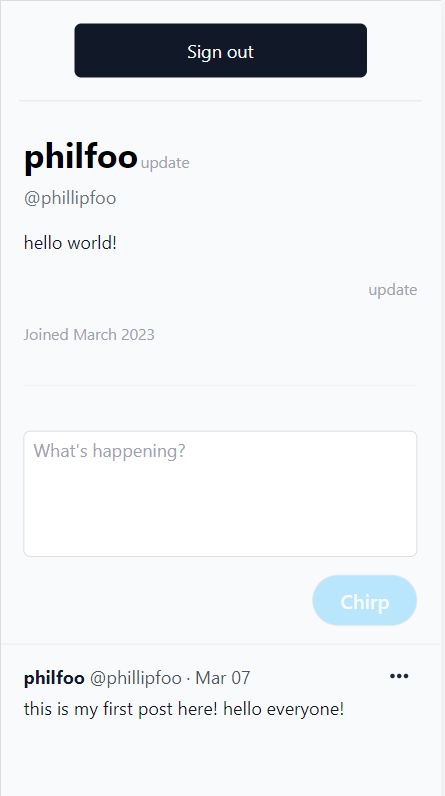 Sign out
philfoo update
@phillipfoo
hello world!
update
Joined March 2023
What's happening?
Chirp
philfoo @phillipfoo · Mar 07
this is my first post here! hello everyone!